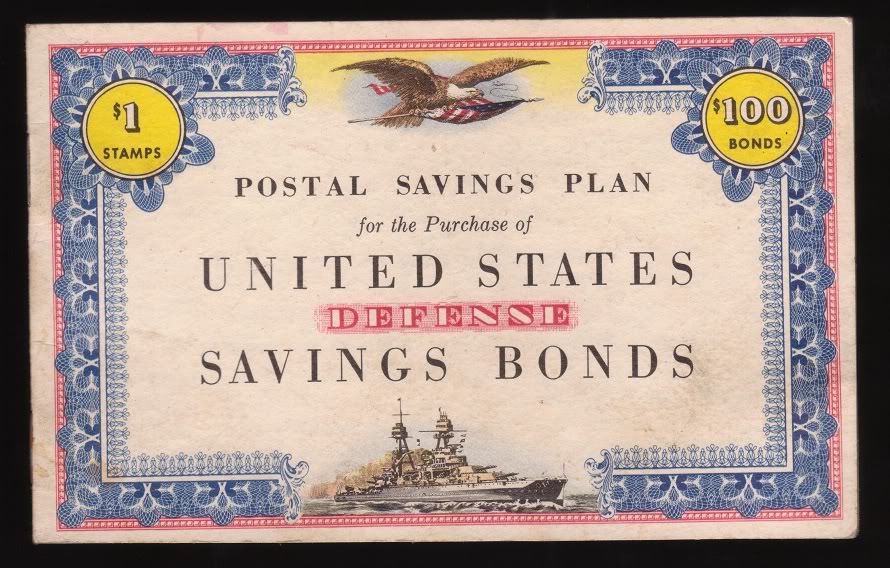 $1
STAMPS
$100
BONDS
POSTAL SAVINGS PLAN
for the Purchase of
UNITED STATES
DEFENSE
SAVINGS BONDS